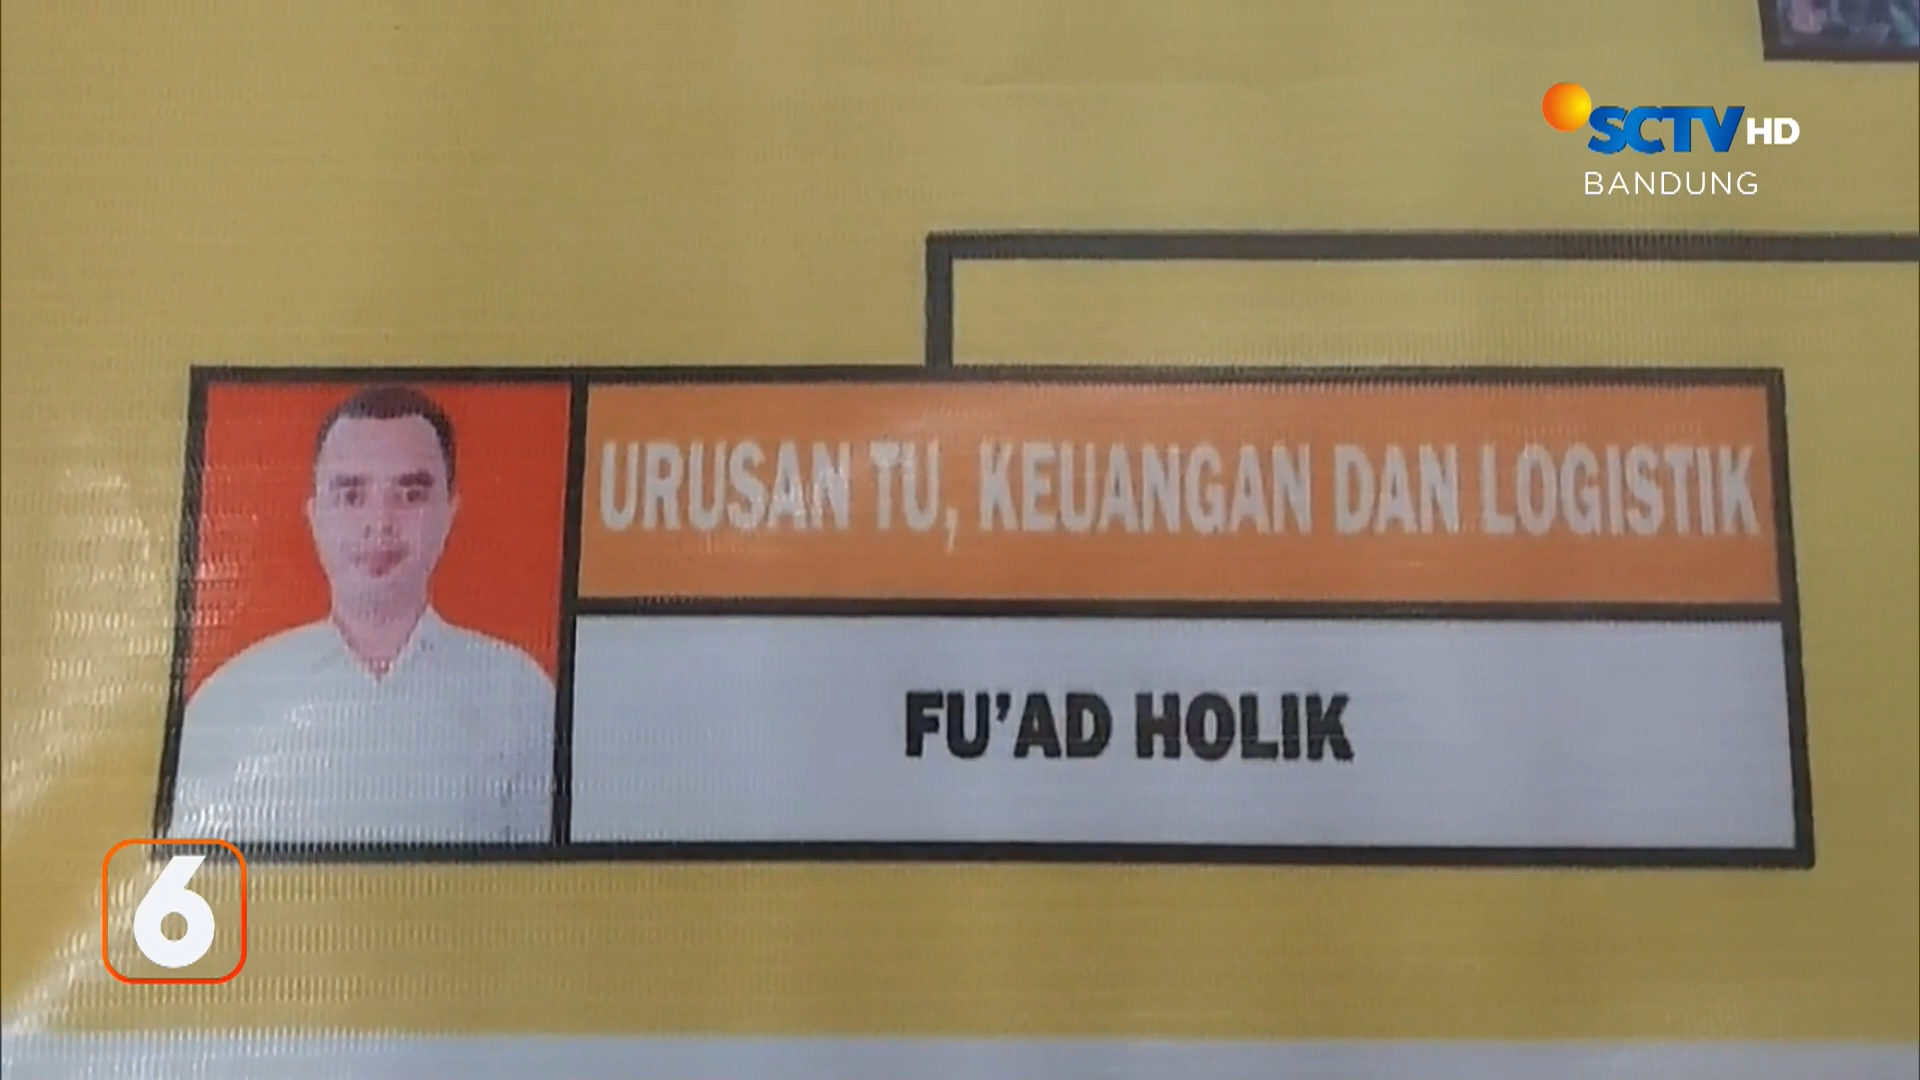 SCTV HD
BANDUNG
URUSAN TU, KEUANGAN DAN LOGISTIK
FU'AD HOLIK
6